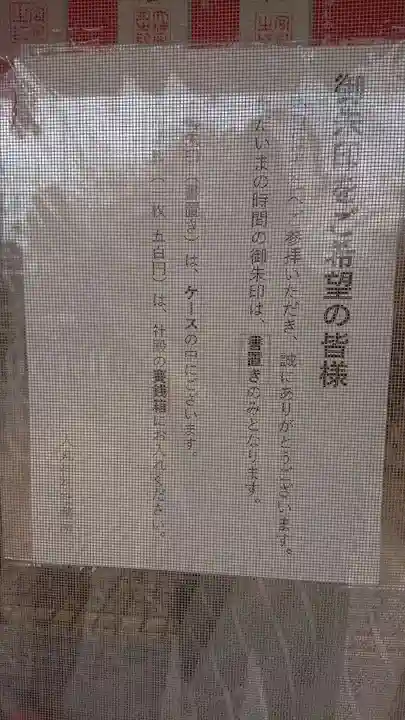 御朱印をご希望の皆様
ご参拝いただき、誠にありがとうございます。
だいまの時間の御朱印は、書置きのみとなります。
朱印（書置き）は、ケースの中にございます。
（一枚 五百円）は、社殿の賽銭箱にお入れください。